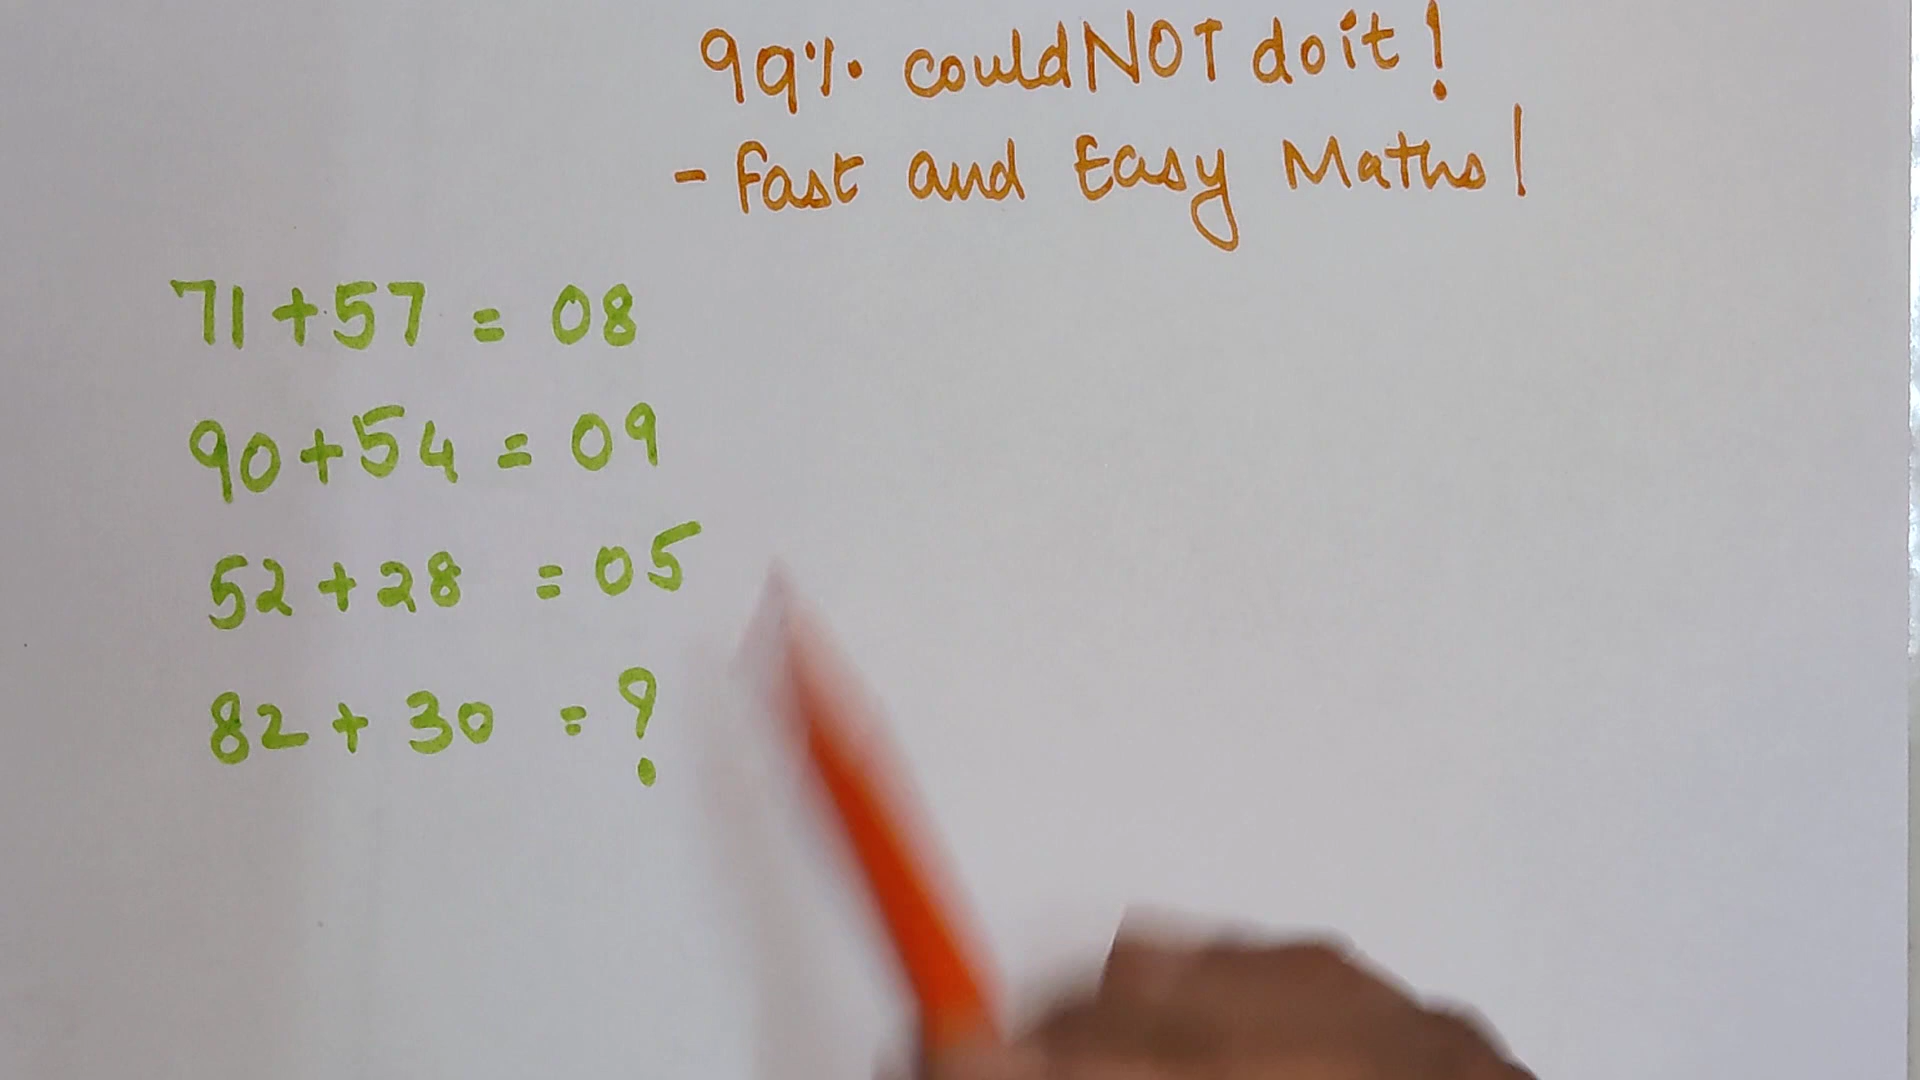 99% could NOT do it!
- Fast and Easy Maths!
71+57 = 08
90+54 = 09
52+28 = 05
82+30 = ?